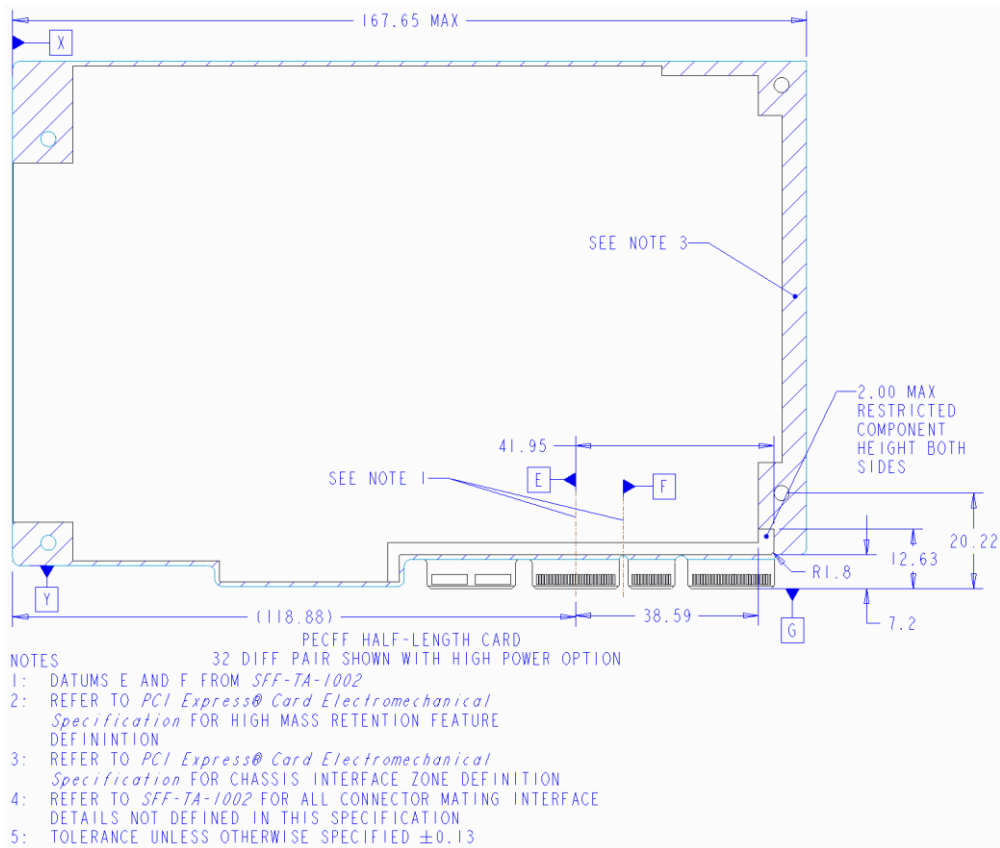 167.65 MAX
X
SEE NOTE 3
2.00 MAX
RESTRICTED
COMPONENT
HEIGHT BOTH
SIDES
41.95
SEE NOTE 1
E
F
20.22
12.63
R1.8
Y
(118.88)
38.59
G
7.2
PECFF HALF-LENGTH CARD
32 DIFF PAIR SHOWN WITH HIGH POWER OPTION
NOTES
1: DATUMS E AND F FROM SFF-TA-1002
2: REFER TO PCI Express® Card Electromechanical
Specification FOR HIGH MASS RETENTION FEATURE
DEFININTION
3: REFER TO PCI Express® Card Electromechanical
Specification FOR CHASSIS INTERFACE ZONE DEFINITION
4: REFER TO SFF-TA-1002 FOR ALL CONNECTOR MATING INTERFACE
DETAILS NOT DEFINED IN THIS SPECIFICATION
5: TOLERANCE UNLESS OTHERWISE SPECIFIED ±0.13